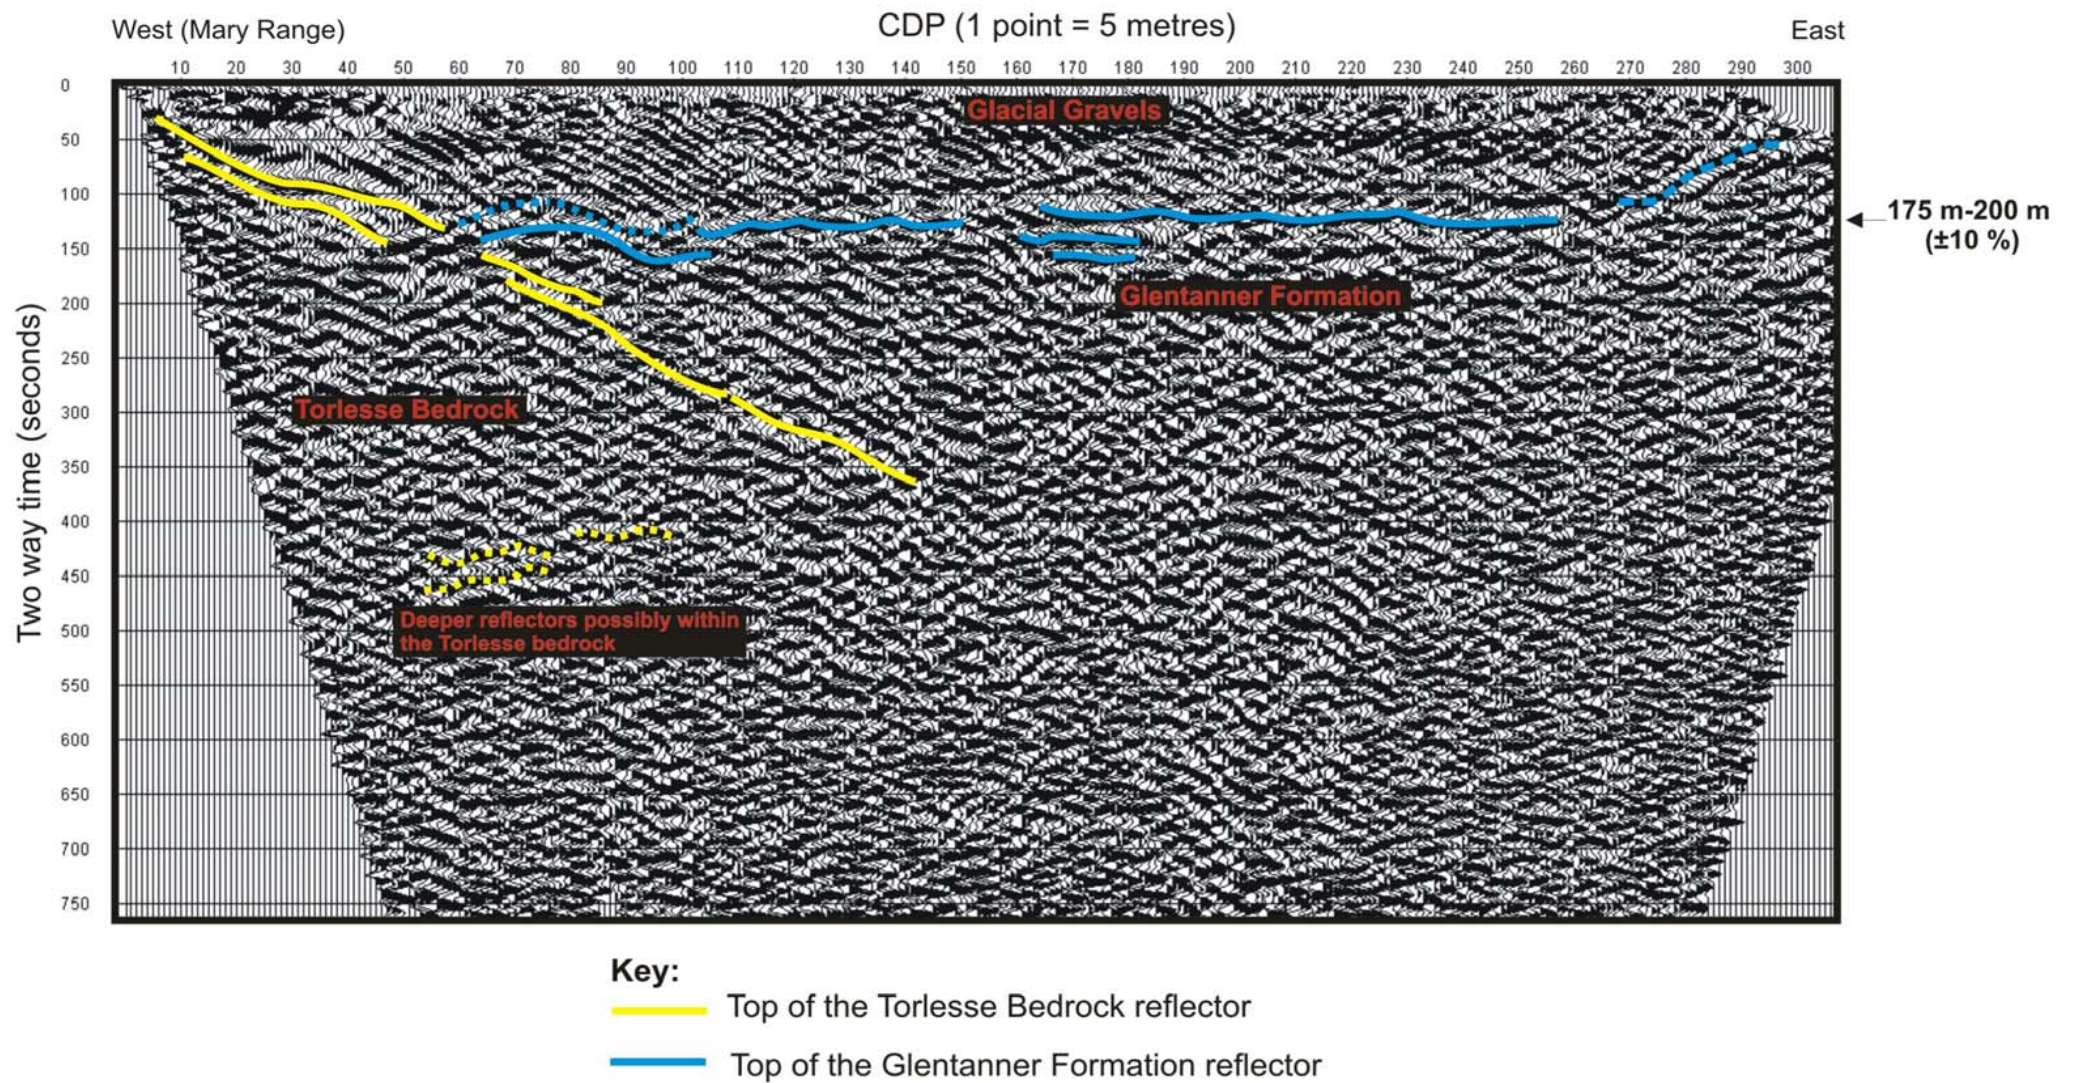 West (Mary Range)
CDP (1 point = 5 metres)
East
10 20 30 40 50 60 70 80 90 100 110 120 130 140 150 160 170 180 190 200 210 220 230 240 250 260 270 280 290 300
0
50
100
150
200
250
300
350
400
450
500
550
600
650
700
750
Two way time (seconds)
Glacial Gravels
175 m-200 m
(±10 %)
Glentanner Formation
Torlesse Bedrock
Deeper reflectors possibly within
the Torlesse bedrock
Key:
Top of the Torlesse Bedrock reflector
Top of the Glentanner Formation reflector